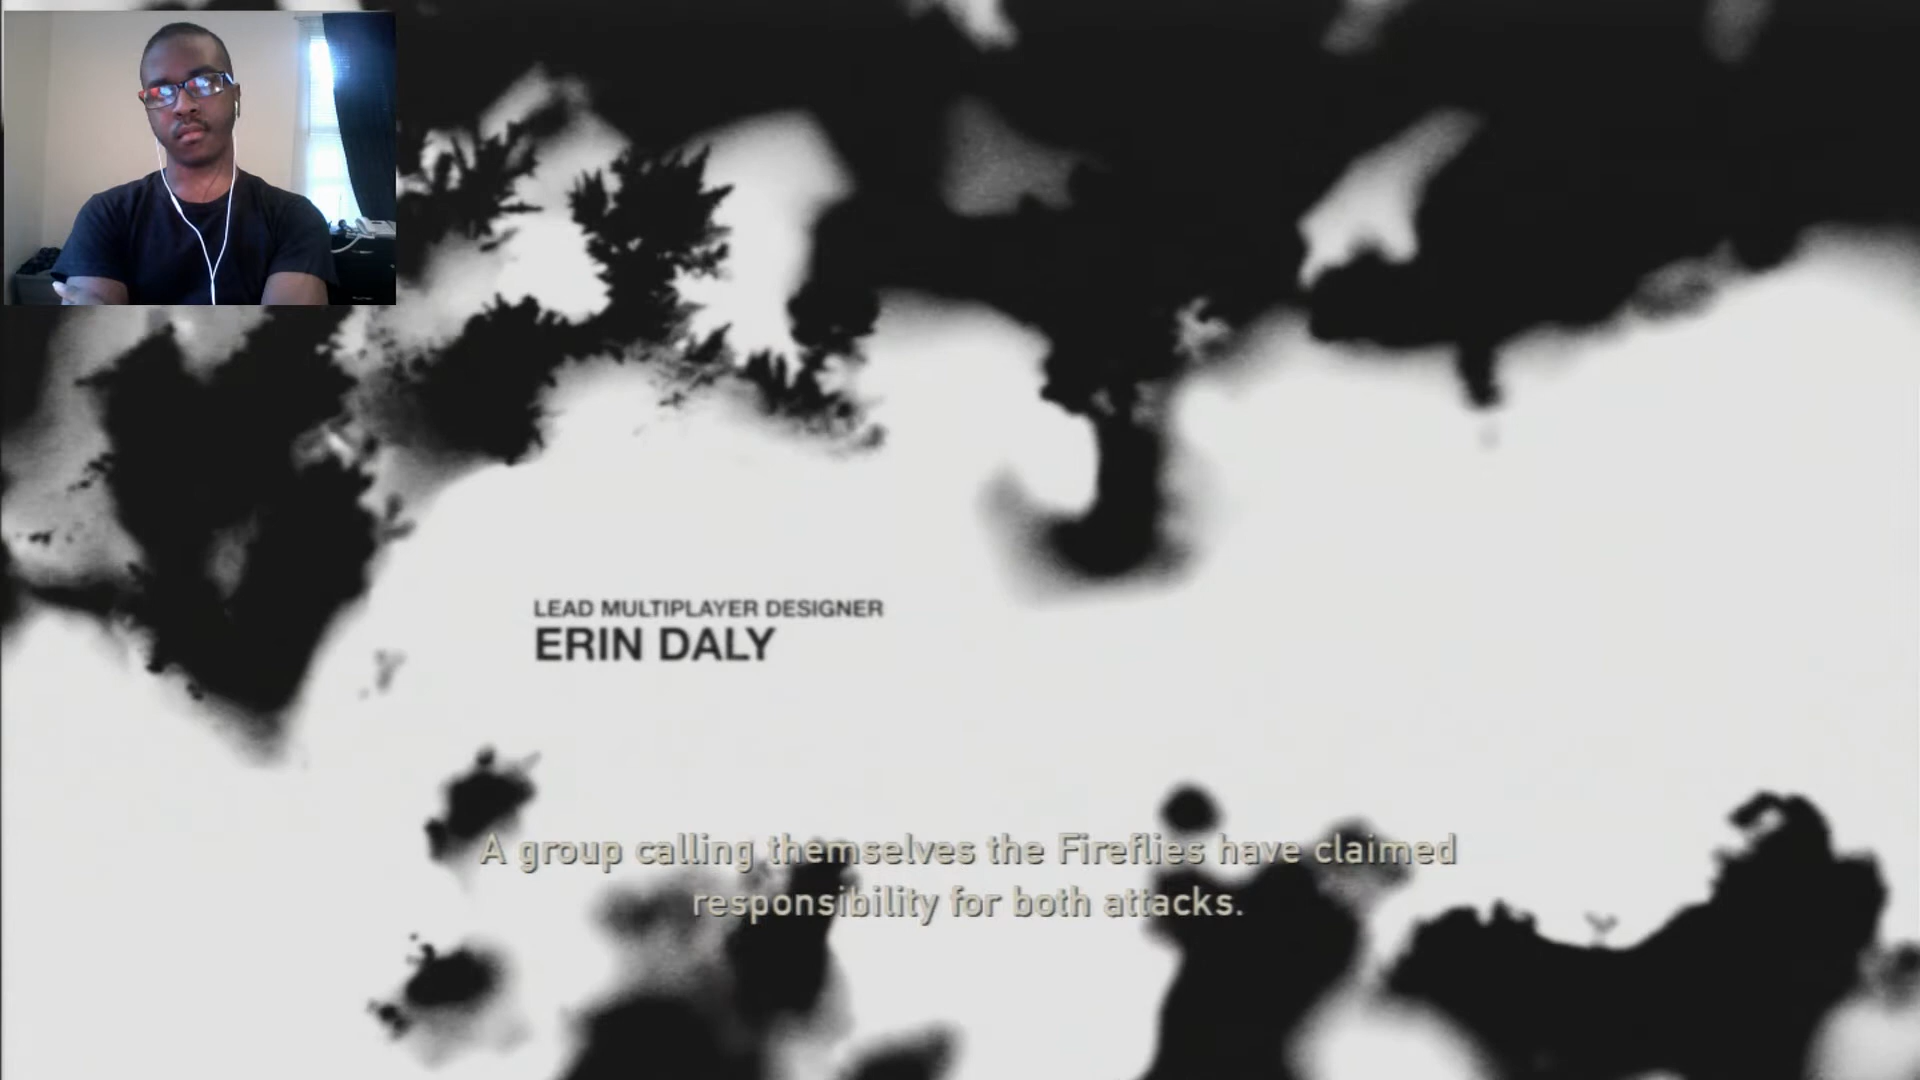 LEAD MULTIPLAYER DESIGNER
ERIN DALY
A group calling themselves the Fireflies have claimed
responsibility for both attacks.